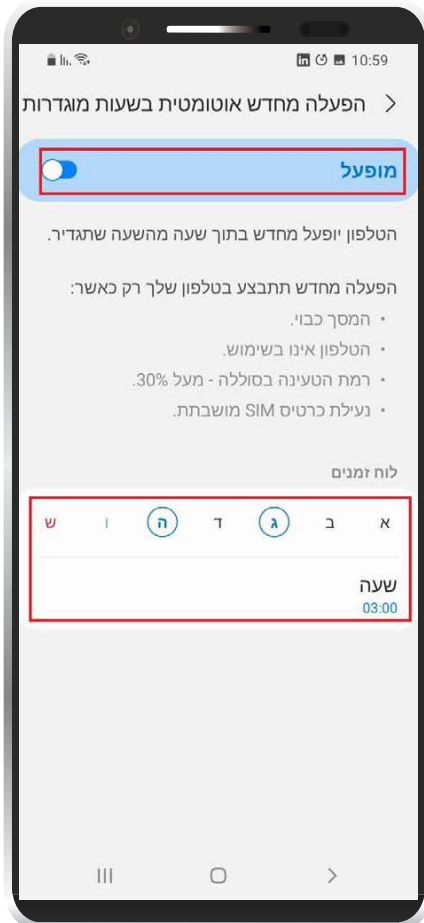 10:59
הפעלה מחדש אוטומטית בשעות מוגדרות
מופעל
הטלפון יופעל מחדש בתוך שעה מהשעה שתגדיר.
הפעלה מחדש תתבצע בטלפון שלך רק כאשר:
• המסך כבוי.
• הטלפון אינו בשימוש.
• רמת הטעינה בסוללה - מעל 30%.
• נעילת כרטיס SIM מושבתת.
לוח זמנים
א ב ג ד ה ו ש
שעה
03:00